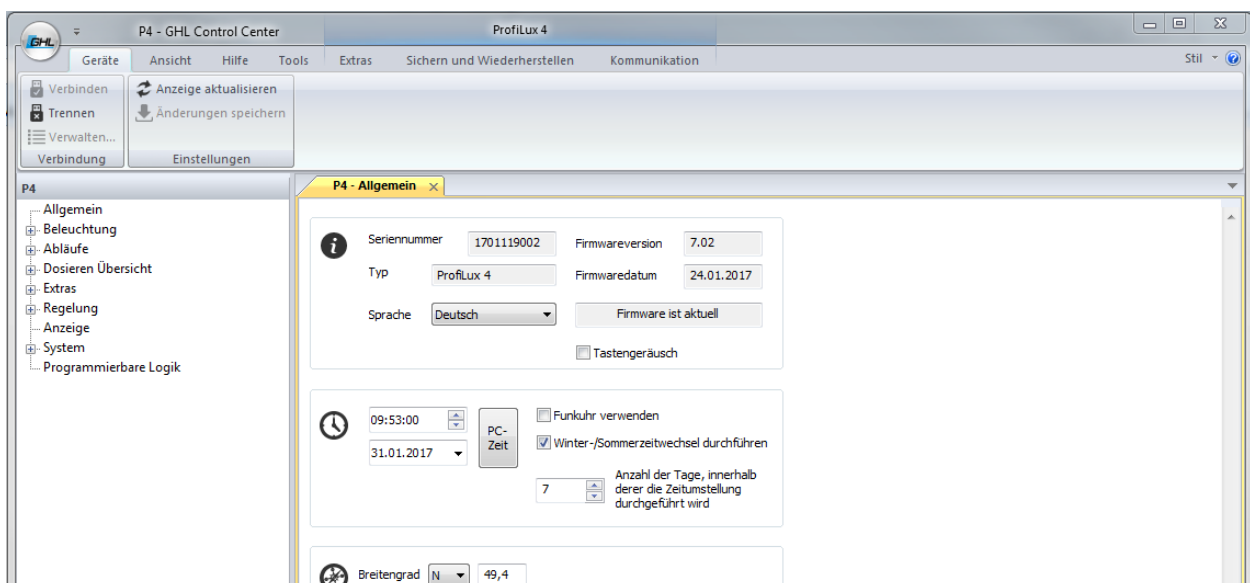 GHL P4 - GHL Control Center ProfiLux 4
Geräte Ansicht Hilfe Tools Extras Sichern und Wiederherstellen Kommunikation Stil
Verbinden Anzeige aktualisieren
Trennen Änderungen speichern
Verwalten...
Verbindung Einstellungen
P4
Allgemein
Beleuchtung
Abläufe
Dosieren Übersicht
Extras
Regelung
Anzeige
System
Programmierbare Logik
P4 - Allgemein
Seriennummer 1701119002 Firmwareversion 7.02
Typ ProfiLux 4 Firmwaredatum 24.01.2017
Sprache Deutsch Firmware ist aktuell
Tastengeräusch
09:53:00
31.01.2017
PC-
Zeit
Funkuhr verwenden
Winter-/Sommerzeitwechsel durchführen
7
Anzahl der Tage, innerhalb
derer die Zeitumstellung
durchgeführt wird
Breitengrad N 49,4